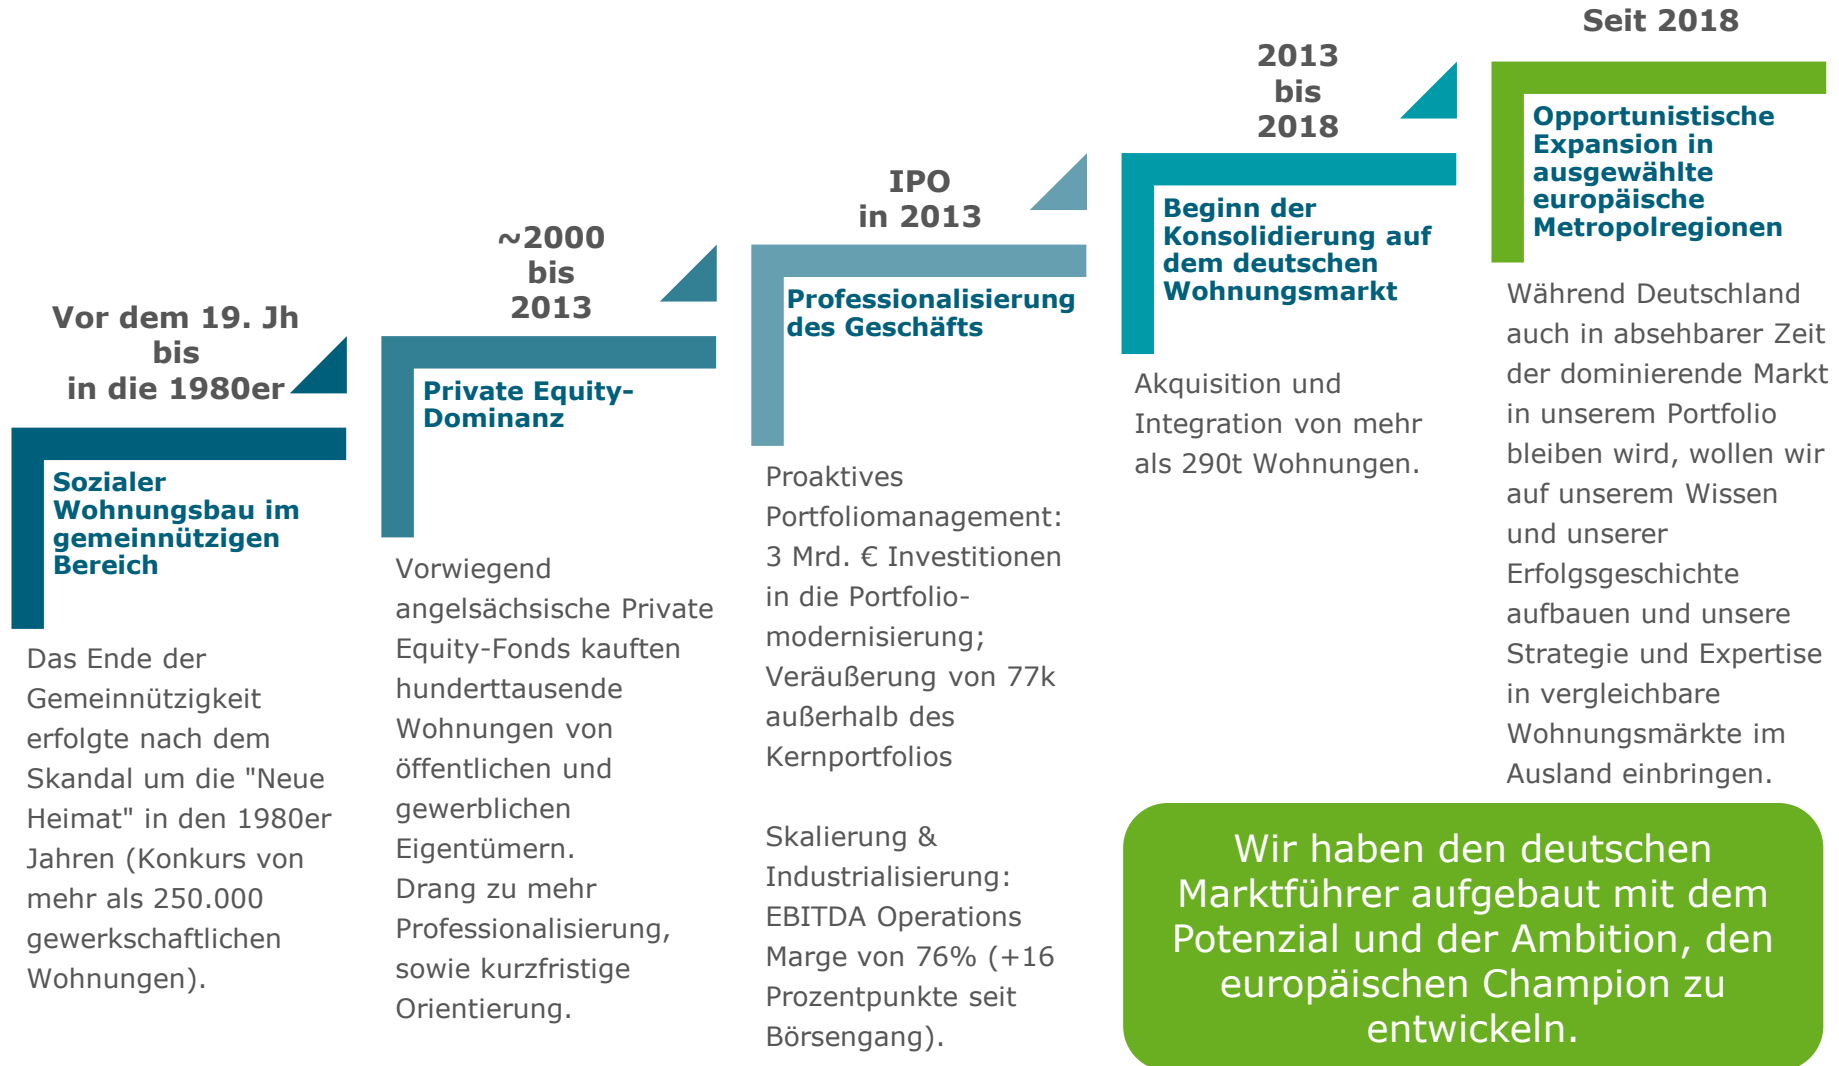 Vor dem 19. Jh
bis
in die 1980er
Sozialer
Wohnungsbau im
gemeinnützigen
Bereich
Das Ende der
Gemeinnützigkeit
erfolgte nach dem
Skandal um die "Neue
Heimat" in den 1980er
Jahren (Konkurs von
mehr als 250.000
gewerkschaftlichen
Wohnungen).
~2000
bis
2013
Private Equity-
Dominanz
Vorwiegend
angelsächsische Private
Equity-Fonds kauften
hunderttausende
Wohnungen von
öffentlichen und
gewerblichen
Eigentümern.
Drang zu mehr
Professionalisierung,
sowie kurzfristige
Orientierung.
IPO
in 2013
Professionalisierung
des Geschäfts
Proaktives
Portfoliomanagement:
3 Mrd. € Investitionen
in die Portfolio-
modernisierung;
Veräußerung von 77k
außerhalb des
Kernportfolios
Skalierung &
Industrialisierung:
EBITDA Operations
Marge von 76% (+16
Prozentpunkte seit
Börsengang).
2013
bis
2018
Beginn der
Konsolidierung auf
dem deutschen
Wohnungsmarkt
Akquisition und
Integration von mehr
als 290t Wohnungen.
Seit 2018
Opportunistische
Expansion in
ausgewählte
europäische
Metropolregionen
Während Deutschland
auch in absehbarer Zeit
der dominierende Markt
in unserem Portfolio
bleiben wird, wollen wir
auf unserem Wissen
und unserer
Erfolgsgeschichte
aufbauen und unsere
Strategie und Expertise
in vergleichbare
Wohnungsmärkte im
Ausland einbringen.
Wir haben den deutschen
Marktführer aufgebaut mit dem
Potenzial und der Ambition, den
europäischen Champion zu
entwickeln.